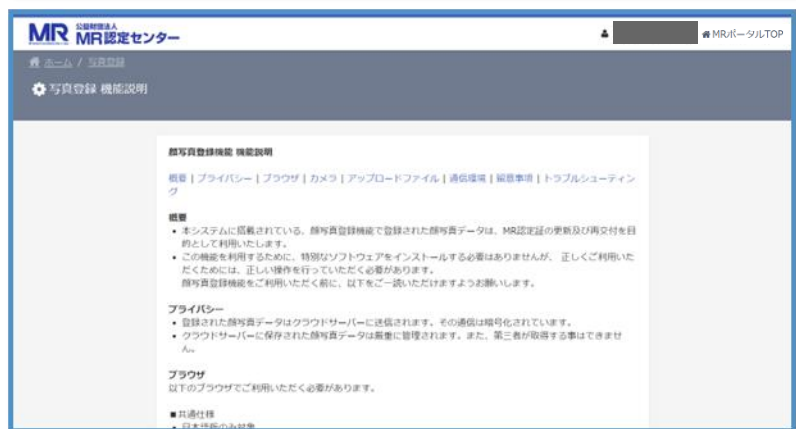 MR 公益財団法人
MR認定センター
MRポータルTOP
ホーム / 写真登録
写真登録 機能説明
顔写真登録機能 機能説明
概要 | プライバシー | ブラウザ | カメラ | アップロードファイル | 通信環境 | 留意事項 | トラブルシューティン
グ
概要
• 本システムに搭載されている、顔写真登録機能で登録された顔写真データは、MR認定証の更新及び再交付を目
的として利用いたします。
• この機能を利用するために、特別なソフトウェアをインストールする必要はありませんが、 正しくご利用いた
だくためには、正しい操作を行っていただく必要があります。
顔写真登録機能をご利用いただく前に、以下をご一読いただけますようお願いします。
プライバシー
• 登録された顔写真データはクラウドサーバーに送信されます。その通信は暗号化されています。
• クラウドサーバーに保存された顔写真データは厳重に管理されます。また、第三者が取得する事はできませ
ん。
ブラウザ
以下のブラウザでご利用いただく必要があります。
■共通仕様
• 日本語版のみ対象